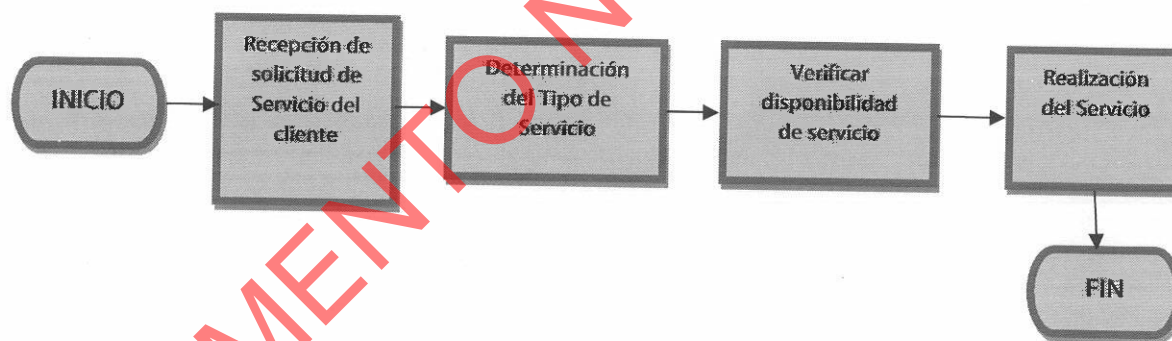 INICIO
Recepción de
solicitud de
Servicio del
cliente
Determinación
del Tipo de
Servicio
Verificar
disponibilidad
de servicio
Realización
del Servicio
FIN
MENTO N